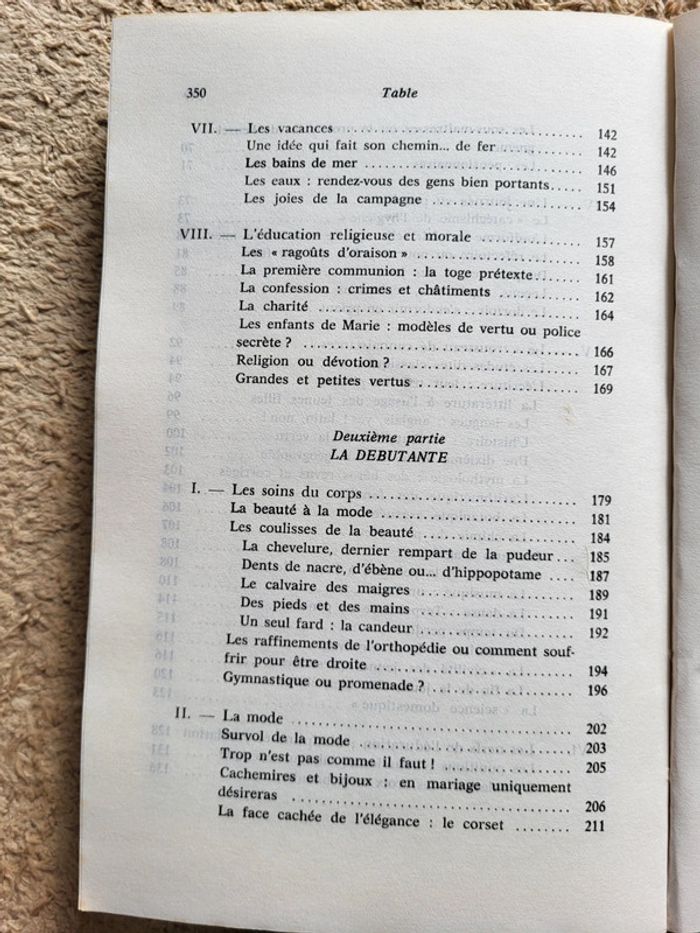 350 Table
VII. — Les vacances ........ 142
Une idée qui fait son chemin... de fer ........ 142
Les bains de mer ........ 146
Les eaux : rendez-vous des gens bien portants ..... 151
Les joies de la campagne ........ 154
VIII. — L'éducation religieuse et morale ........ 157
Les « ragoûts d'oraison » ........ 158
La première communion : la toge prétexte ........ 161
La confession : crimes et châtiments ........ 162
La charité ........ 164
Les enfants de Marie : modèles de vertu ou police
secrète ? ........ 166
Religion ou dévotion ? ........ 167
Grandes et petites vertus ........ 169
Deuxième partie
LA DEBUTANTE
I. — Les soins du corps ........ 179
La beauté à la mode ........ 181
Les coulisses de la beauté ........ 184
La chevelure, dernier rempart de la pudeur ... 185
Dents de nacre, d'ébène ou... d'hippopotame .... 187
Le calvaire des maigres ........ 189
Des pieds et des mains ........ 191
Un seul fard : la candeur ........ 192
Les raffinements de l'orthopédie ou comment souf-
frir pour être droite ........ 194
Gymnastique ou promenade ? ........ 196
II. — La mode ........ 202
Survol de la mode ........ 203
Trop n'est pas comme il faut ! ........ 205
Cachemires et bijoux : en mariage uniquement
désireras ........ 206
La face cachée de l'élégance : le corset ........ 211